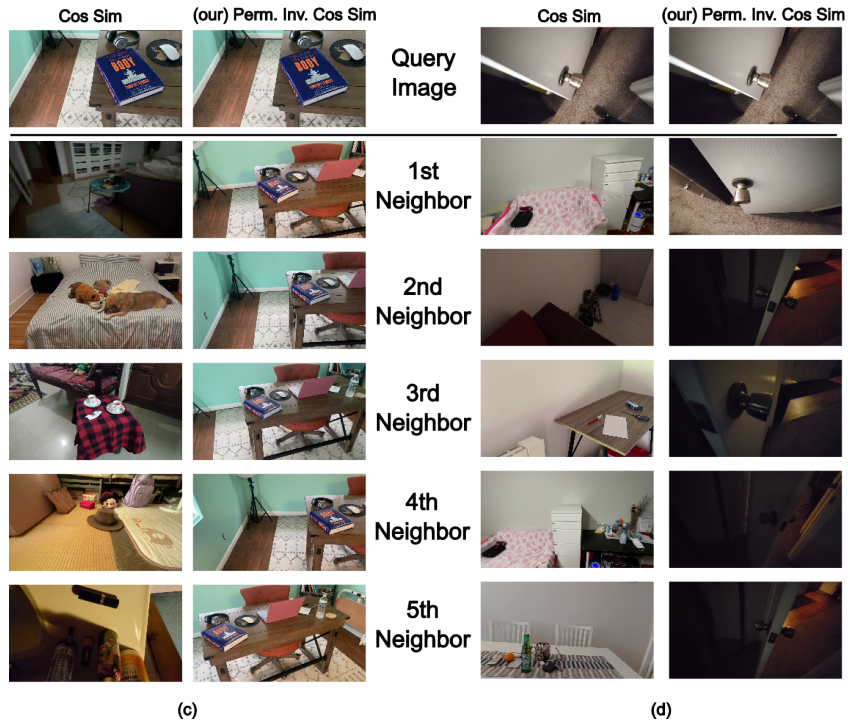 Cos Sim
(our) Perm. Inv. Cos Sim
Cos Sim
(our) Perm. Inv. Cos Sim
BODY
BODY
Query
Image
1st
Neighbor
2nd
Neighbor
3rd
Neighbor
4th
Neighbor
5th
Neighbor
(c)
(d)